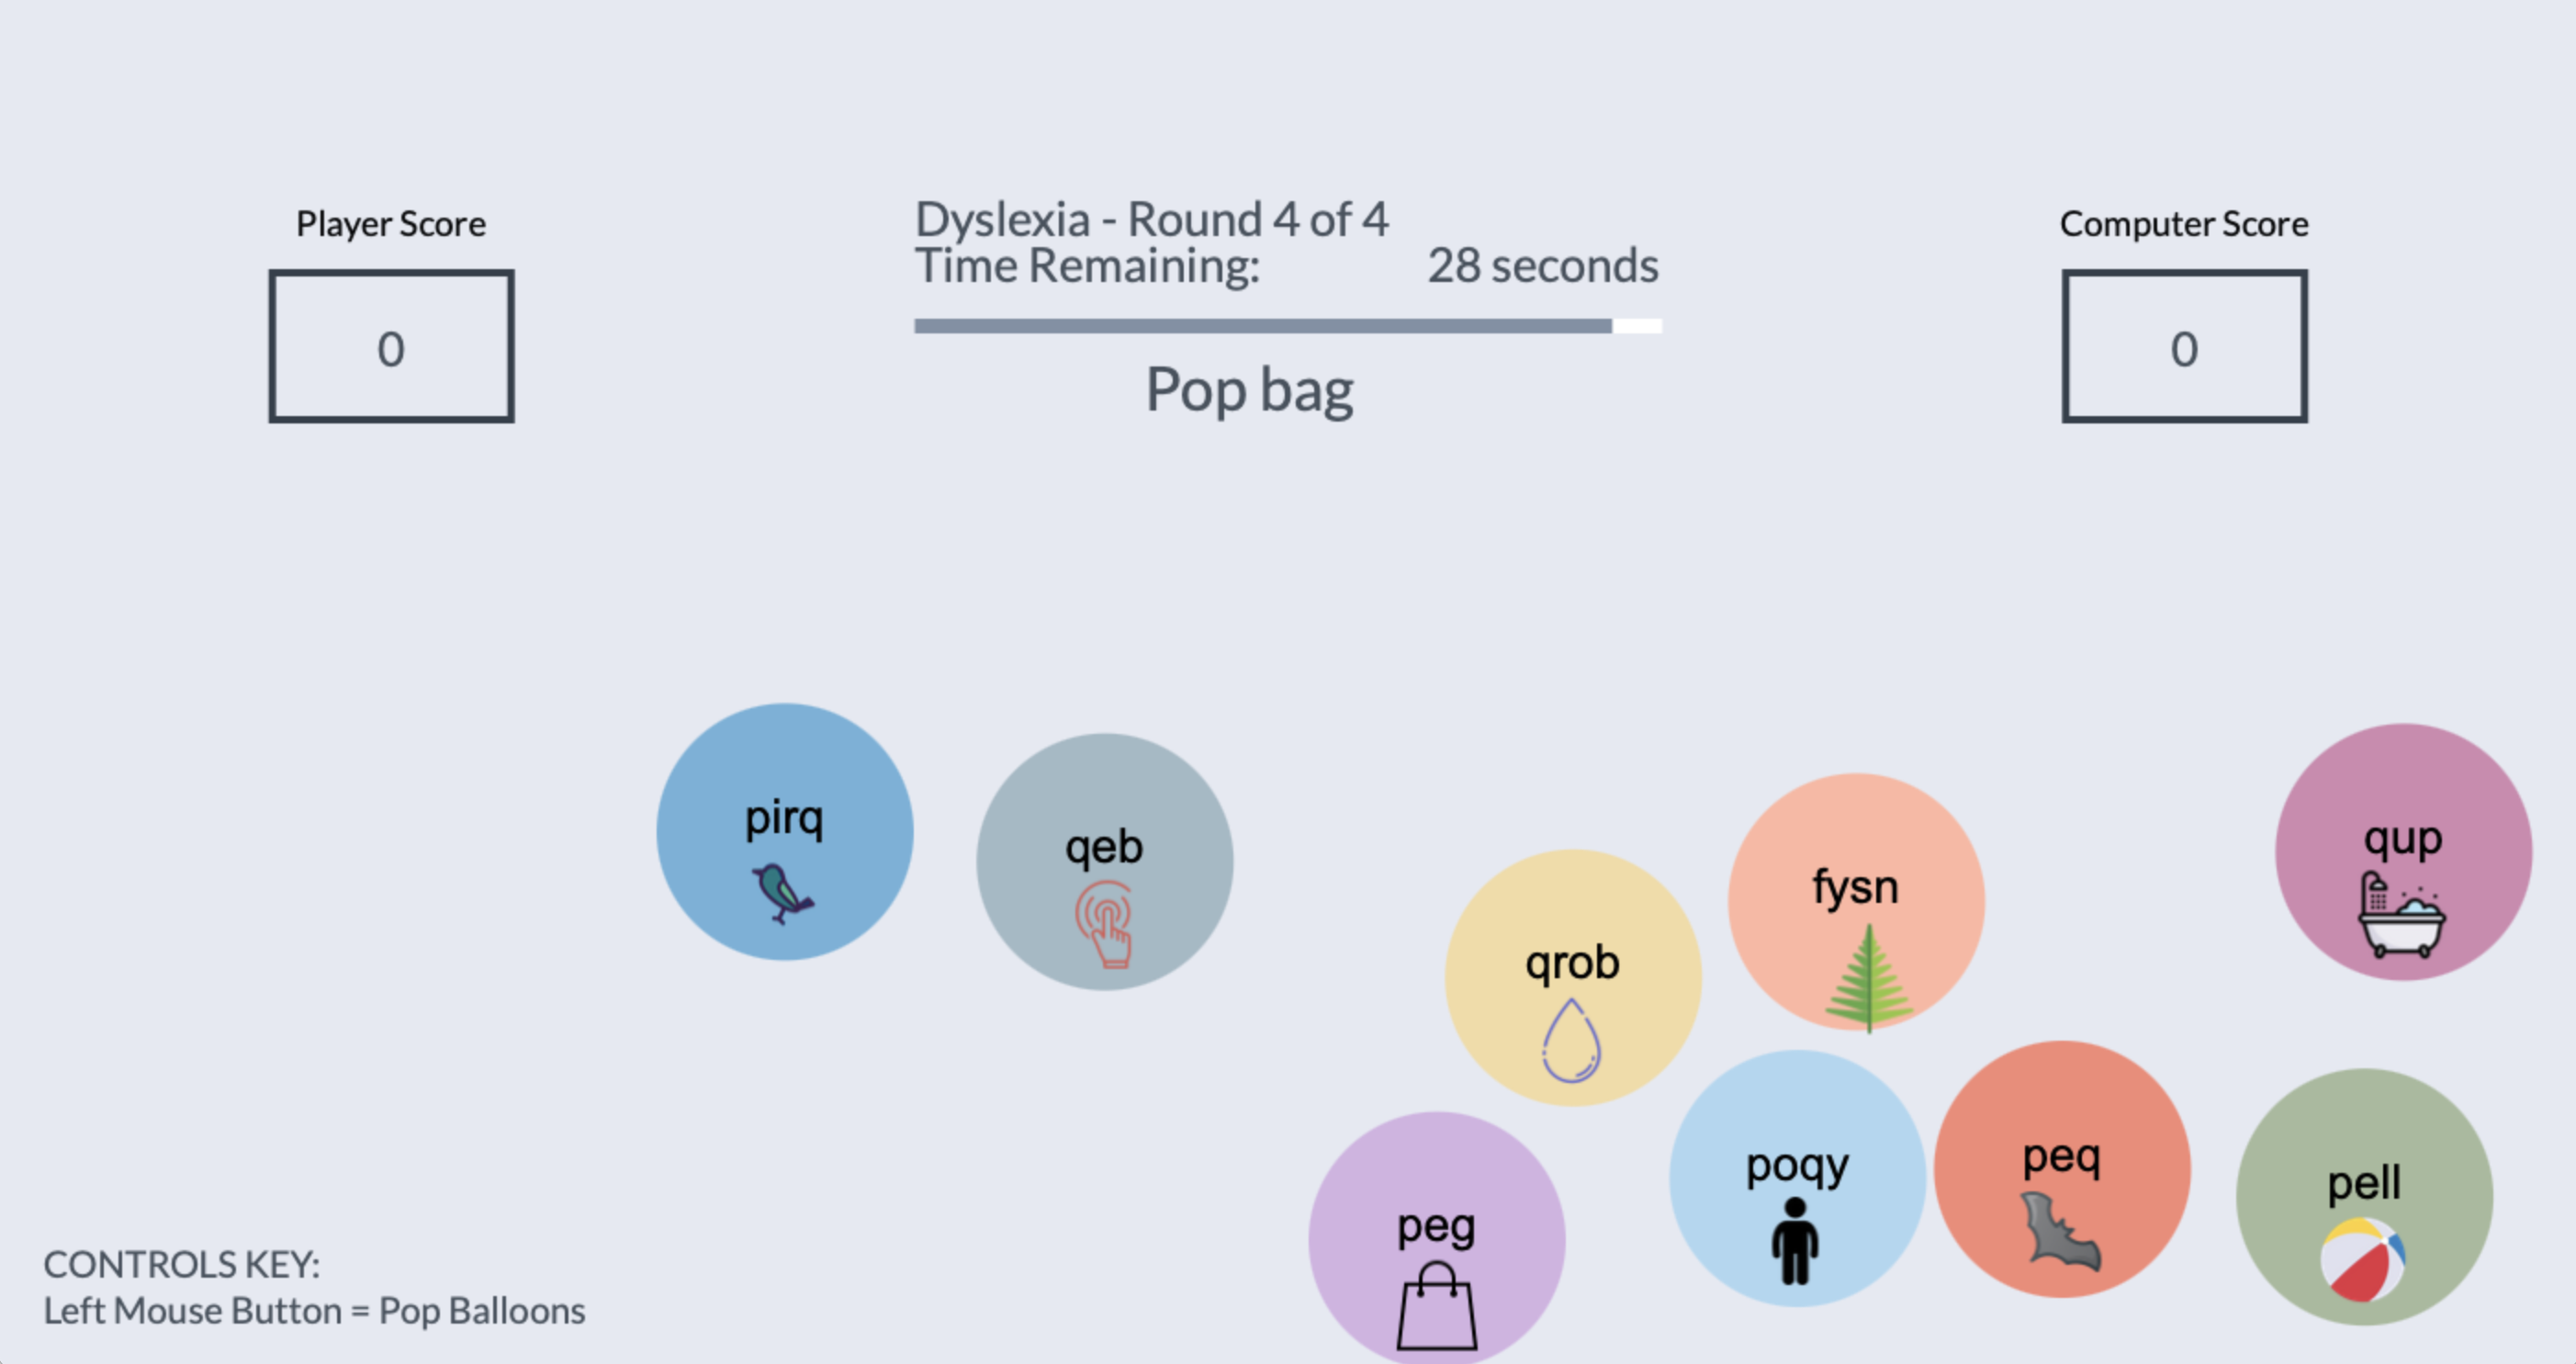 Player Score
0
Dyslexia - Round 4 of 4
Time Remaining: 28 seconds
Pop bag
Computer Score
0
pirq
qeb
qrob
fysn
qup
peg
poqy
peq
pell
CONTROLS KEY:
Left Mouse Button = Pop Balloons